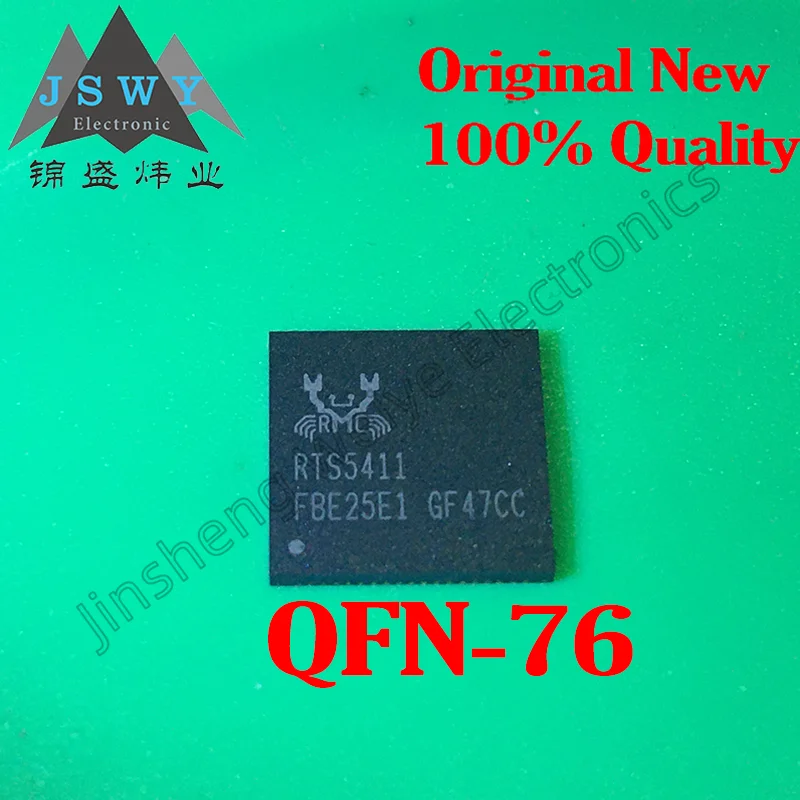 JSWY
Electronic
锦盛炜业
Original New
100% Quality
RMC
RTS5411
FBE25E1 GF47CC
QFN-76